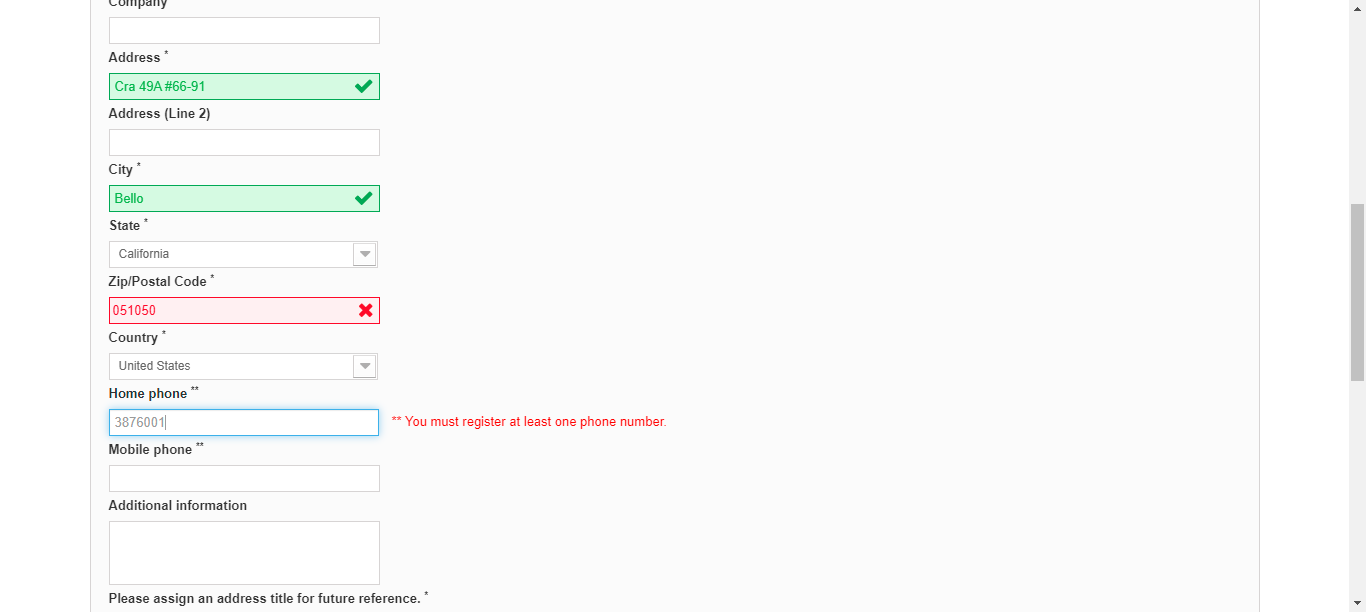 Company
Address *
Cra 49A #66-91
Address (Line 2)
City *
Bello
State *
California
Zip/Postal Code *
051050
Country *
United States
Home phone **
3876001 ** You must register at least one phone number.
Mobile phone **
Additional information
Please assign an address title for future reference. *